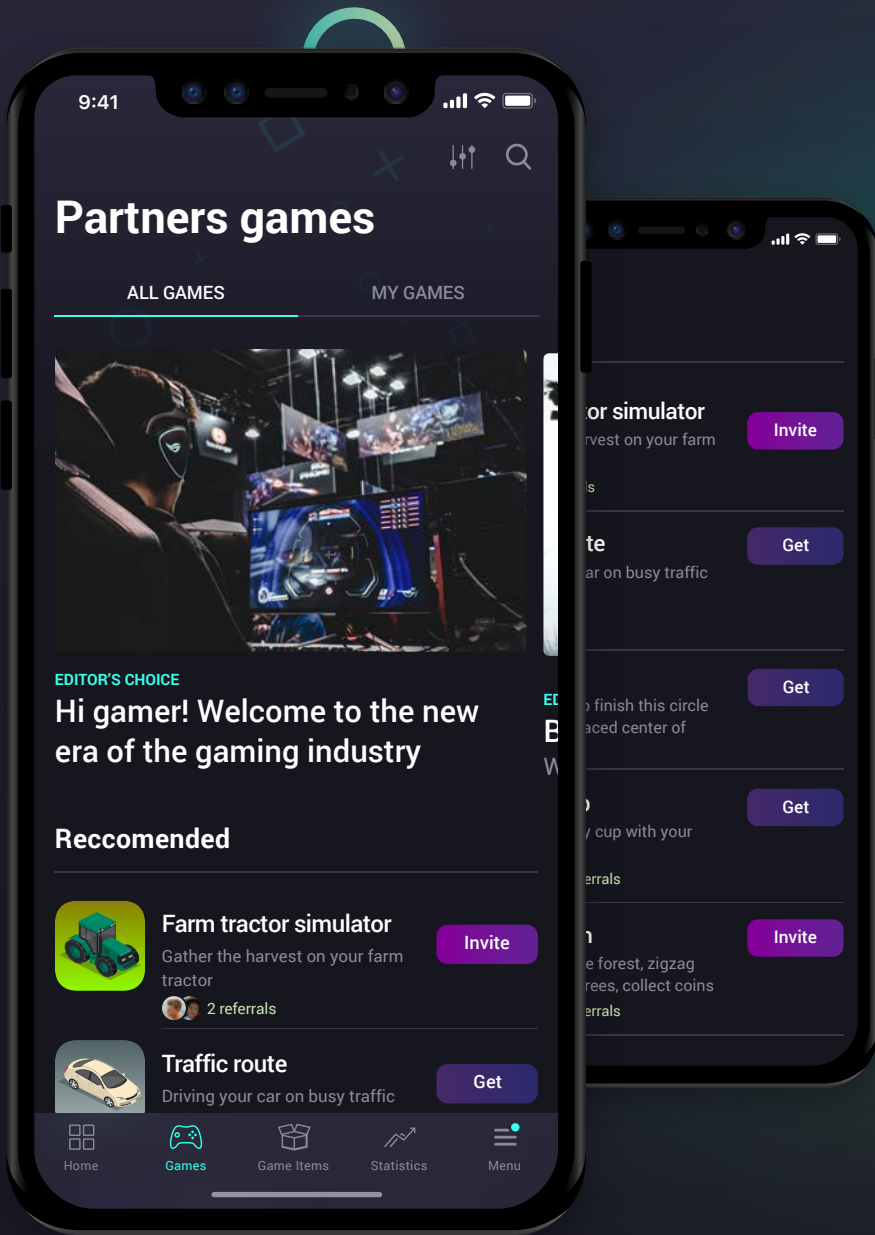 9:41
Partners games
ALL GAMES
MY GAMES
EDITOR'S CHOICE
Hi gamer! Welcome to the new
era of the gaming industry
ED
B
W
Reccomended
Farm tractor simulator
Gather the harvest on your farm
tractor
2 referrals
Invite
Traffic route
Driving your car on busy traffic
Get
Home
Games
Game Items
Statistics
Menu
tor simulator
rvest on your farm
ls
Invite
te
ar on busy traffic
Get
finish this circle
aced center of
Get
y cup with your
errals
Get
n
e forest, zigzag
rees, collect coins
errals
Invite